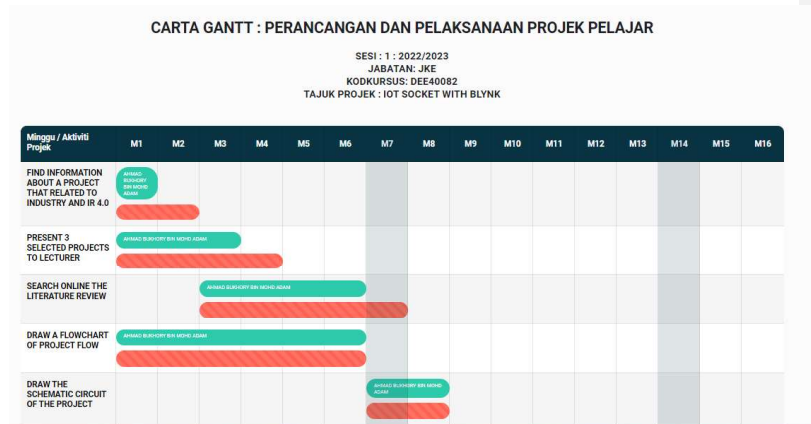 CARTA GANTT : PERANCANGAN DAN PELAKSANAAN PROJEK PELAJAR
SESI : 1 : 2022/2023
JABATAN: JKE
KODKURSUS: DEE40082
TAJUK PROJEK : IOT SOCKET WITH BLYNK
Minggu / Aktiviti
Projek
M1 M2 M3 M4 M5 M6 M7 M8 M9 M10 M11 M12 M13 M14 M15 M16
FIND INFORMATION
ABOUT A PROJECT
THAT RELATED TO
INDUSTRY AND IR 4.0
AHMAD
BUKHORY
BIN MOHD
ADAM
PRESENT 3
SELECTED PROJECTS
TO LECTURER
AHMAD BUKHORY BIN MOHD ADAM
SEARCH ONLINE THE
LITERATURE REVIEW
AHMAD BUKHORY BIN MOHD ADAM
DRAW A FLOWCHART
OF PROJECT FLOW
AHMAD BUKHORY BIN MOHD ADAM
DRAW THE
SCHEMATIC CIRCUIT
OF THE PROJECT
AHMAD BUKHORY BIN MOHD
ADAM